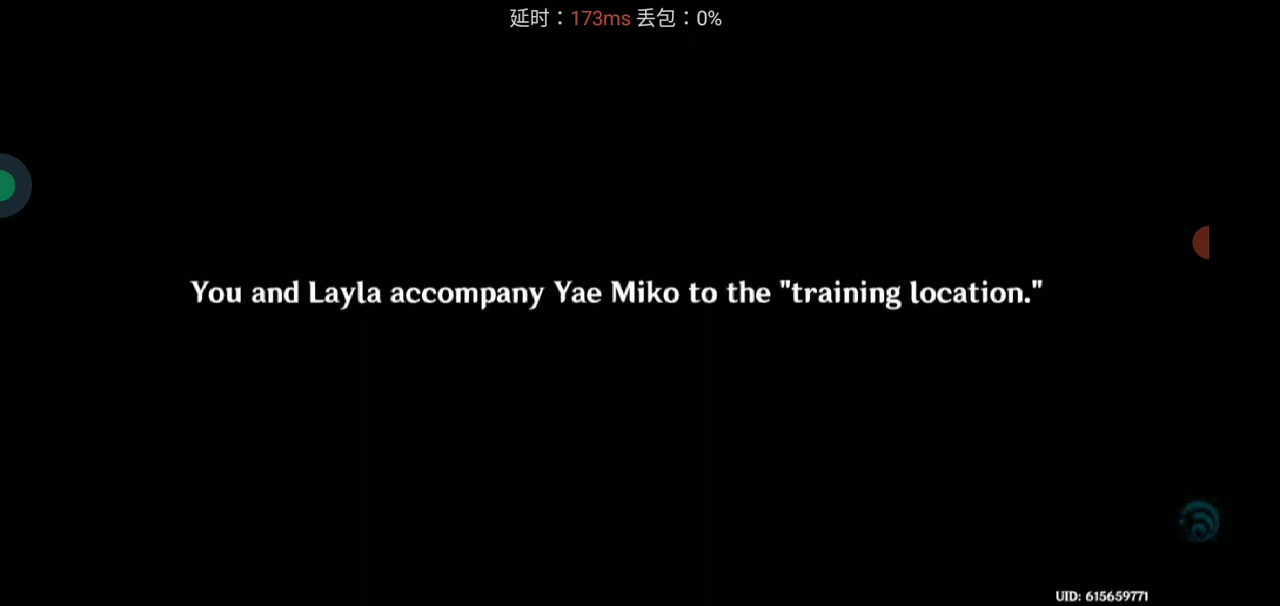 延时：173ms 丢包：0%
You and Layla accompany Yae Miko to the "training location."
UID: 615659771